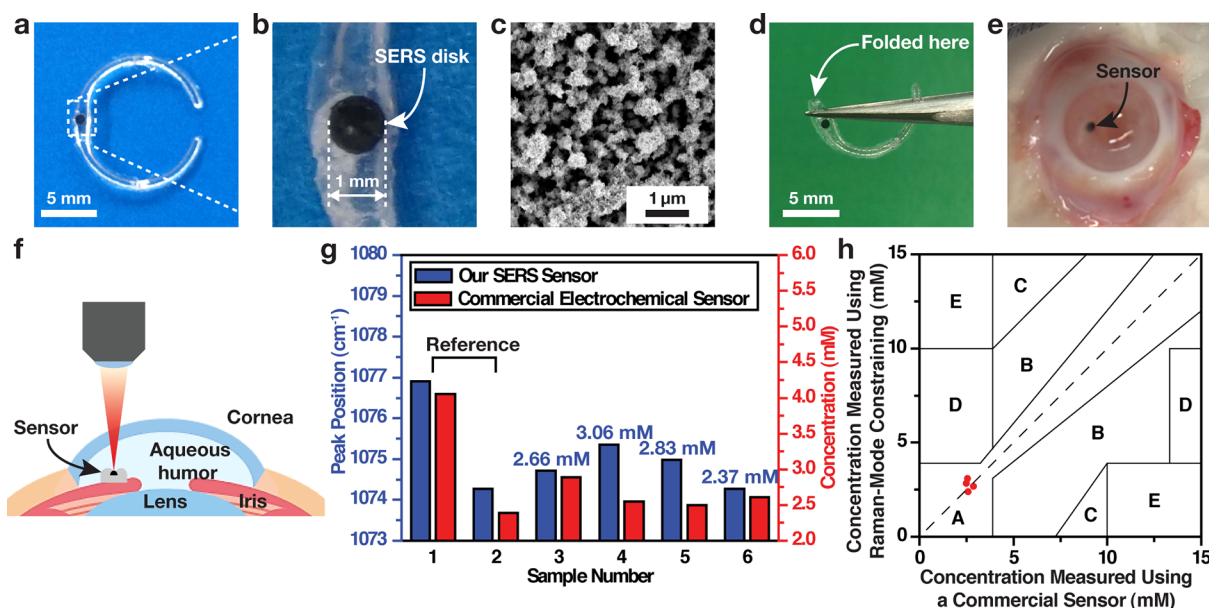 a
5 mm
b
SERS disk
1 mm
c
1 µm
d
Folded here
5 mm
e
Sensor
f
Sensor
Cornea
Aqueous
humor
Lens
Iris
g
Our SERS Sensor
Commercial Electrochemical Sensor
Reference
2.66 mM
3.06 mM
2.83 mM
2.37 mM
Peak Position (cm⁻¹)
1080
1079
1078
1077
1076
1075
1074
1073
Concentration
(mM)
6.0
5.5
5.0
4.5
4.0
3.5
3.0
2.5
2.0
1 2 3 4 5 6
Sample Number
h
Concentration Measured Using
Raman-Mode Constraining (mM)
15
10
5
0
E
C
D
B
B
D
A
C
E
0 5 10 15
Concentration Measured Using
a Commercial Sensor (mM)